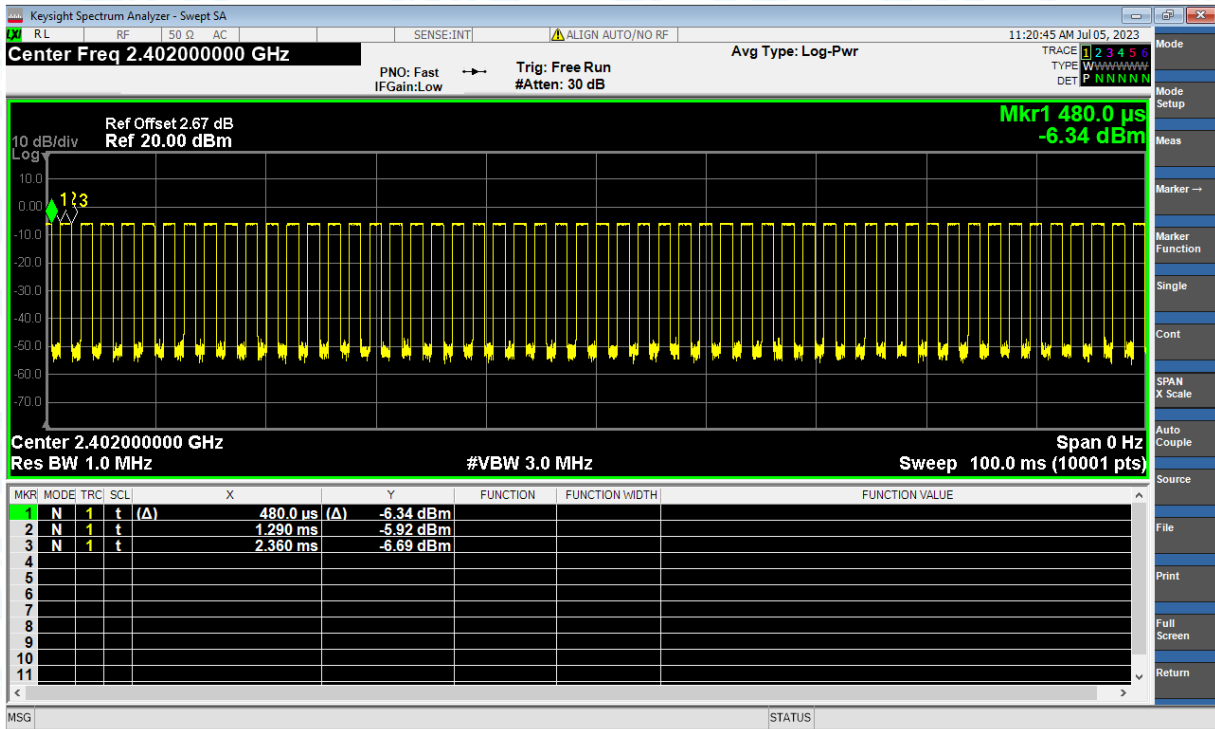 Keysight Spectrum Analyzer - Swept SA
LXI RL RF 50 Ω AC SENSE:INT ALIGN AUTO/NO RF 11:20:45 AM Jul 05, 2023
Center Freq 2.402000000 GHz
PNO: Fast
IFGain:Low
Trig: Free Run
#Atten: 30 dB
Avg Type: Log-Pwr
TRACE 1 2 3 4 5 6
TYPE W
DET P N N N N N
Ref Offset 2.67 dB
10 dB/div Ref 20.00 dBm
Log
Mkr1 480.0 µs
-6.34 dBm
10.0
0.00
-10.0
-20.0
-30.0
-40.0
-50.0
-60.0
-70.0
1 2 3
Center 2.402000000 GHz Span 0 Hz
Res BW 1.0 MHz #VBW 3.0 MHz Sweep 100.0 ms (10001 pts)
MKR MODE TRC SCL X Y FUNCTION FUNCTION WIDTH FUNCTION VALUE
1 N 1 t (Δ) 480.0 µs (Δ) -6.34 dBm
2 N 1 t 1.290 ms -5.92 dBm
3 N 1 t 2.360 ms -6.69 dBm
4
5
6
7
8
9
10
11
MSG STATUS
Mode
Mode
Setup
Meas
Marker→
Marker
Function
Single
Cont
SPAN
X Scale
Auto
Couple
Source
File
Print
Full
Screen
Return